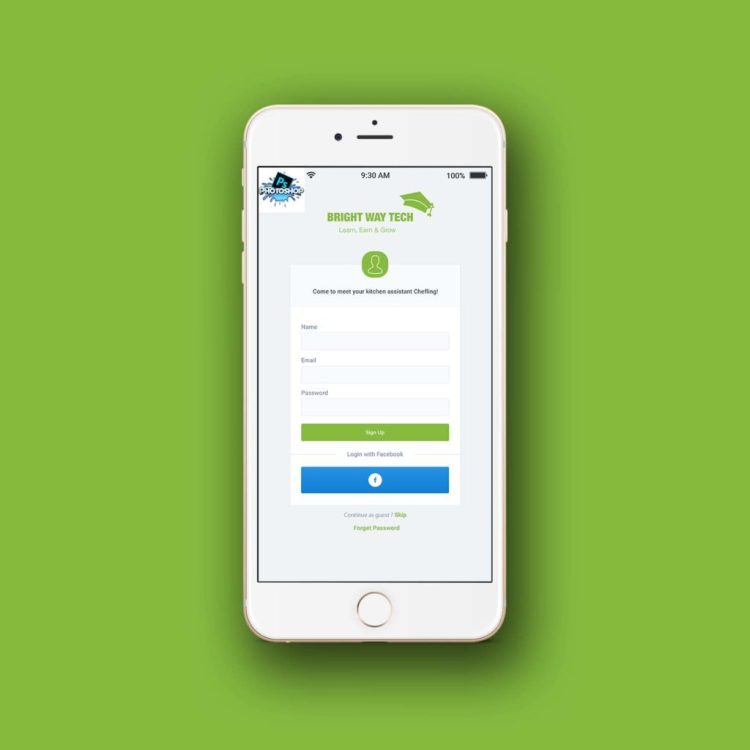 Ps
PHOTOSHOP
9:30 AM
100%
BRIGHT WAY TECH
Learn, Earn & Grow
Come to meet your kitchen assistant Chefling!
Name
Email
Password
Sign Up
Login with Facebook
f
Continue as guest ? Skip
Forget Password